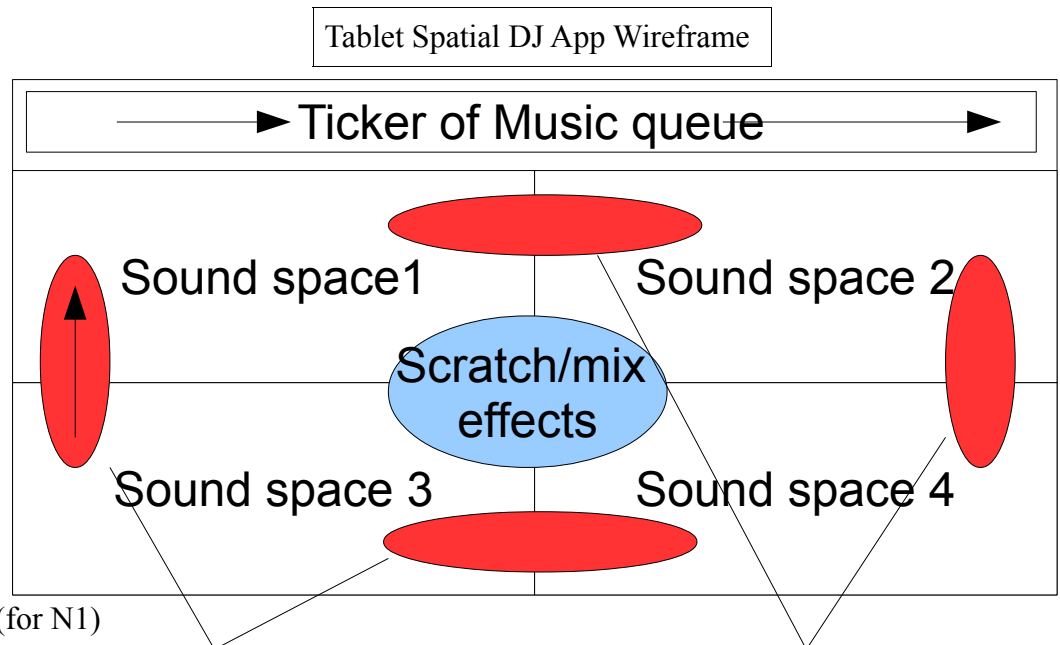 Tablet Spatial DJ App Wireframe
Ticker of Music queue
Sound space1
Sound space 2
Scratch/mix
effects
Sound space 3
Sound space 4
(for N1)